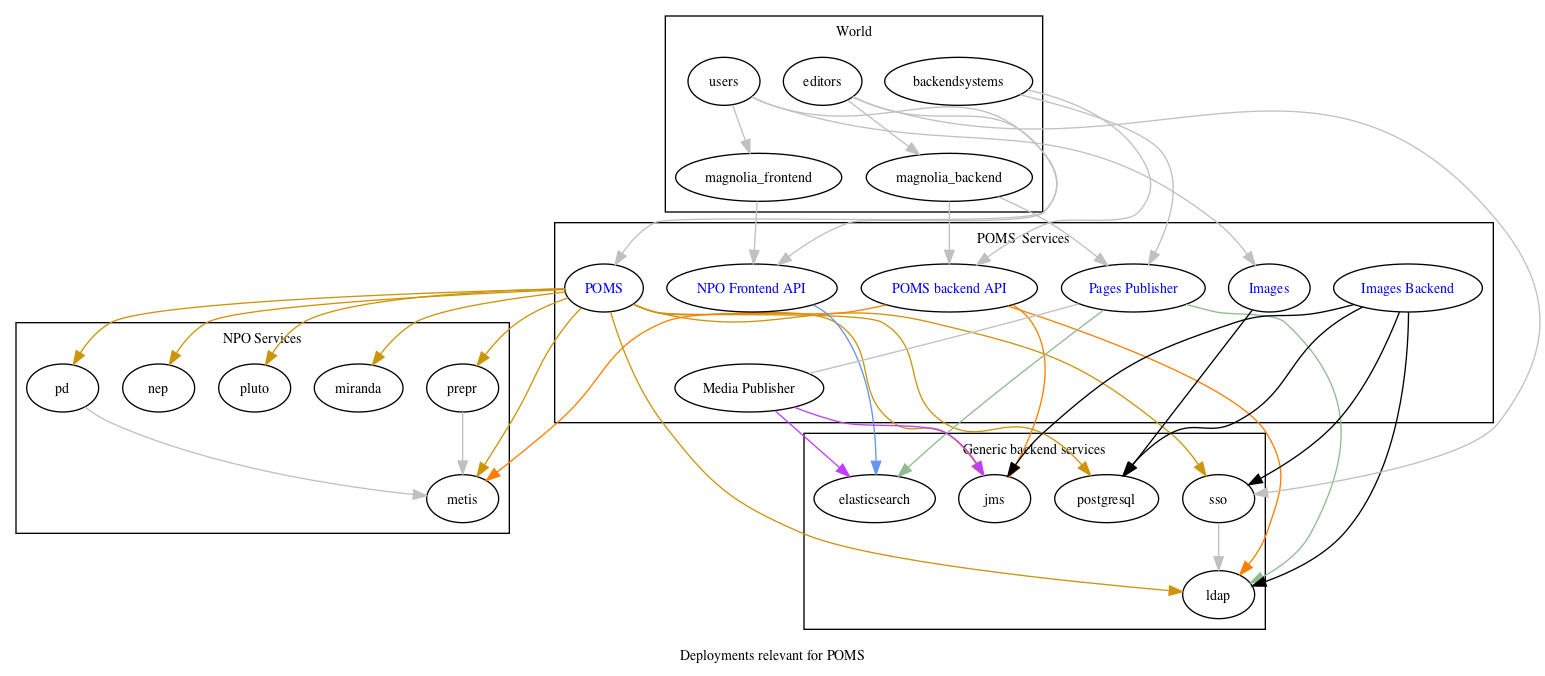 World
users
editors
backendsystems
magnolia_frontend
magnolia_backend
POMS Services
POMS
NPO Frontend API
POMS backend API
Pages Publisher
Images
Images Backend
NPO Services
pd
nep
pluto
miranda
prepr
Media Publisher
Generic backend services
metis
elasticsearch
jms
postgresql
sso
ldap
Deployments relevant for POMS